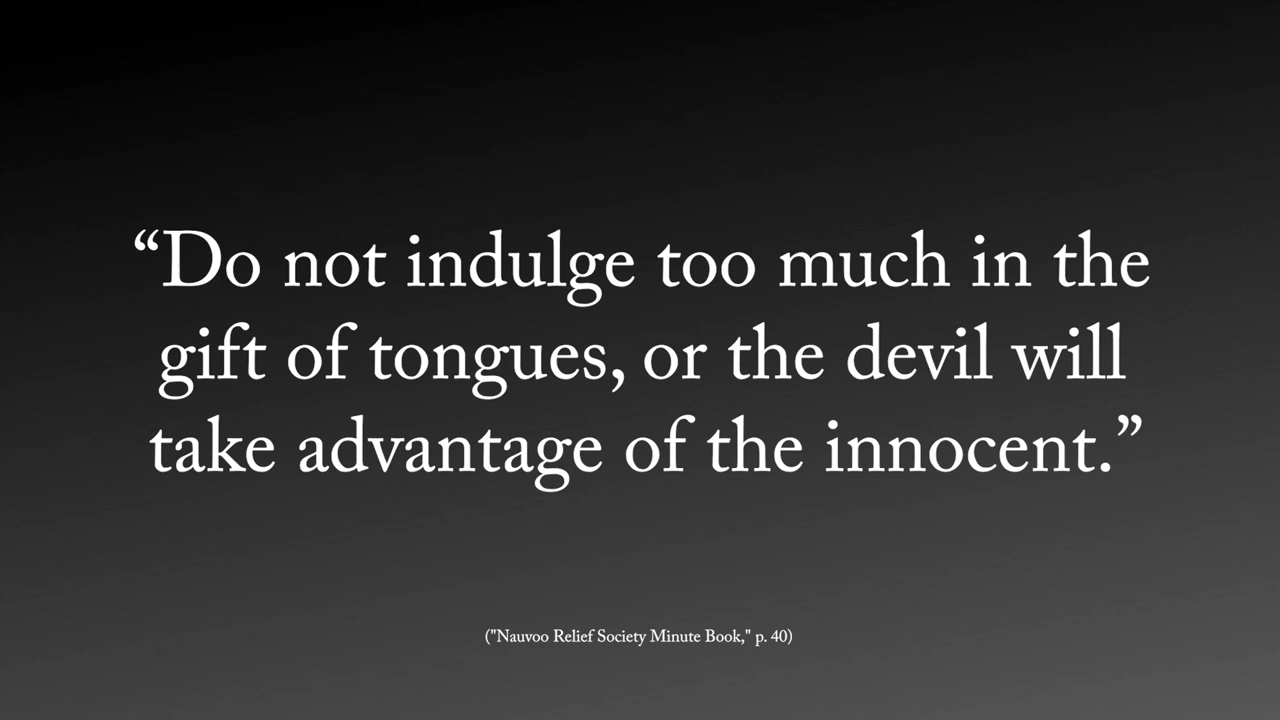 “Do not indulge too much in the
gift of tongues, or the devil will
take advantage of the innocent.”
("Nauvoo Relief Society Minute Book," p. 40)